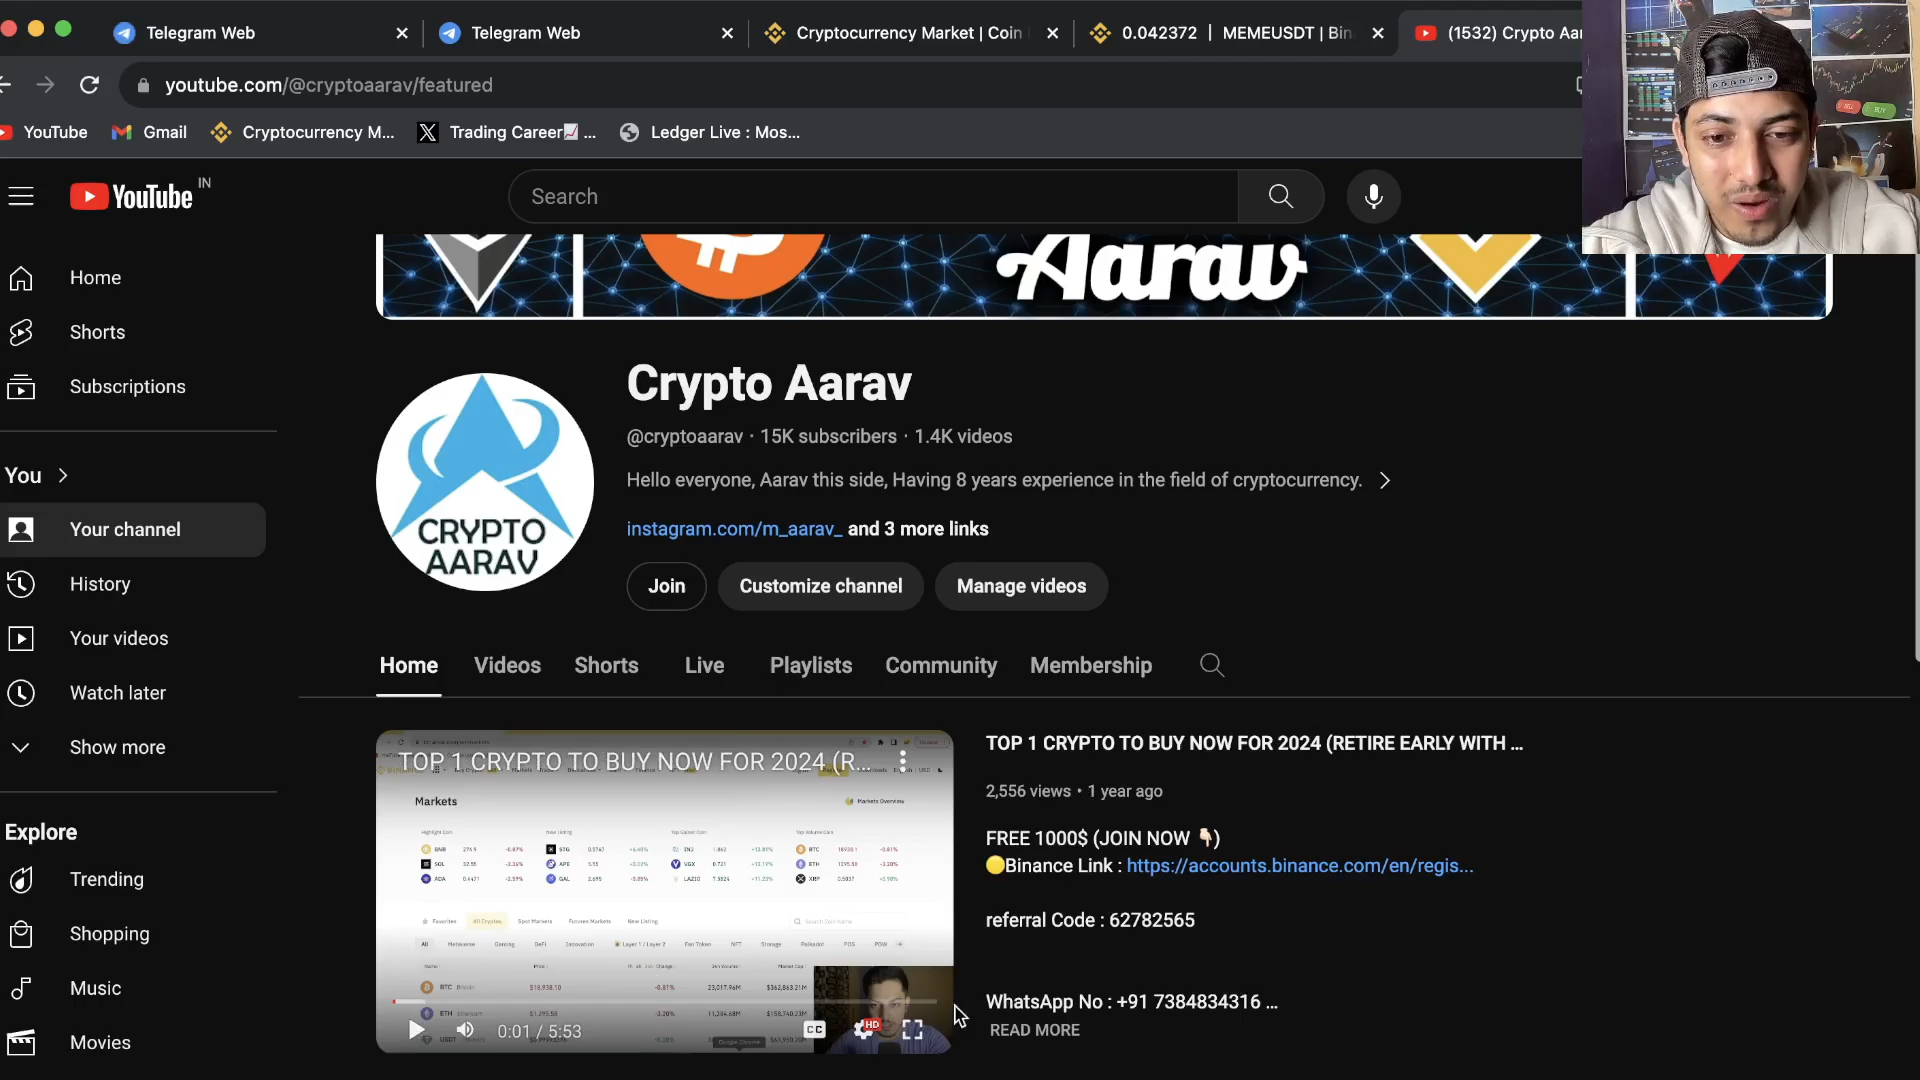 Telegram Web
Telegram Web
Cryptocurrency Market | Coin
0.042372 | MEMEUSDT | Bin
(1532) Crypto Aar
youtube.com/@cryptoaarav/featured
YouTube
Gmail
Cryptocurrency M...
Trading Career📈 ...
Ledger Live : Mos...
YouTube IN
Search
Aarav
Home
Shorts
Subscriptions
You
Your channel
History
Your videos
Watch later
Show more
Explore
Trending
Shopping
Music
Movies
CRYPTO
AARAV
Crypto Aarav
@cryptoaarav · 15K subscribers · 1.4K videos
Hello everyone, Aarav this side, Having 8 years experience in the field of cryptocurrency.
instagram.com/m_aarav_ and 3 more links
Join
Customize channel
Manage videos
Home
Videos
Shorts
Live
Playlists
Community
Membership
TOP 1 CRYPTO TO BUY NOW FOR 2024 (R...
Markets
Markets Overview
0:01 / 5:53
CC
HD
TOP 1 CRYPTO TO BUY NOW FOR 2024 (RETIRE EARLY WITH ...
2,556 views • 1 year ago
FREE 1000$ (JOIN NOW 👇🏻)
🟡Binance Link : https://accounts.binance.com/en/regis...
referral Code : 62782565
WhatsApp No : +91 7384834316 ...
READ MORE
SELL
BUY